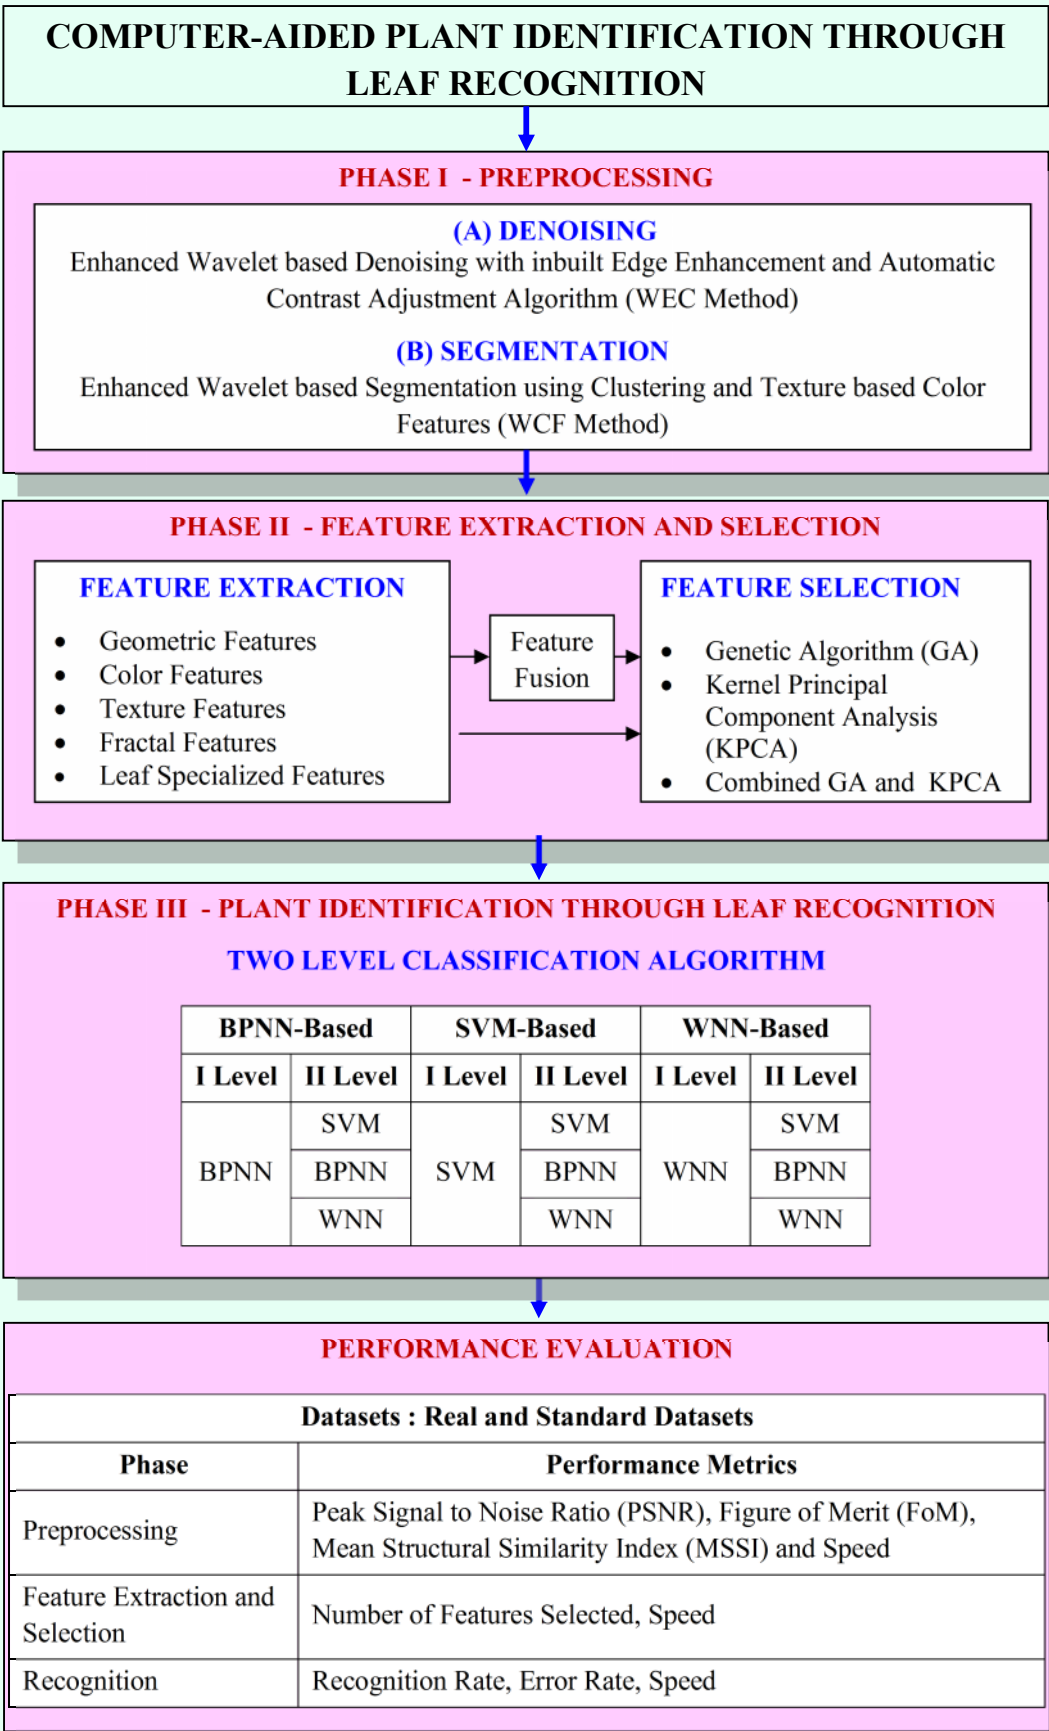 COMPUTER-AIDED PLANT IDENTIFICATION THROUGH
LEAF RECOGNITION
PHASE I - PREPROCESSING
(A) DENOISING
Enhanced Wavelet based Denoising with inbuilt Edge Enhancement and Automatic
Contrast Adjustment Algorithm (WEC Method)
(B) SEGMENTATION
Enhanced Wavelet based Segmentation using Clustering and Texture based Color
Features (WCF Method)
PHASE II - FEATURE EXTRACTION AND SELECTION
FEATURE EXTRACTION
• Geometric Features
• Color Features
• Texture Features
• Fractal Features
• Leaf Specialized Features
Feature
Fusion
FEATURE SELECTION
• Genetic Algorithm (GA)
• Kernel Principal
Component Analysis
(KPCA)
• Combined GA and KPCA
PHASE III - PLANT IDENTIFICATION THROUGH LEAF RECOGNITION
TWO LEVEL CLASSIFICATION ALGORITHM
BPNN-Based SVM-Based WNN-Based
I Level II Level I Level II Level I Level II Level
SVM SVM SVM
BPNN BPNN SVM BPNN WNN BPNN
WNN WNN WNN
PERFORMANCE EVALUATION
Datasets : Real and Standard Datasets
Phase Performance Metrics
Preprocessing
Peak Signal to Noise Ratio (PSNR), Figure of Merit (FoM),
Mean Structural Similarity Index (MSSI) and Speed
Feature Extraction and
Selection
Number of Features Selected, Speed
Recognition Recognition Rate, Error Rate, Speed